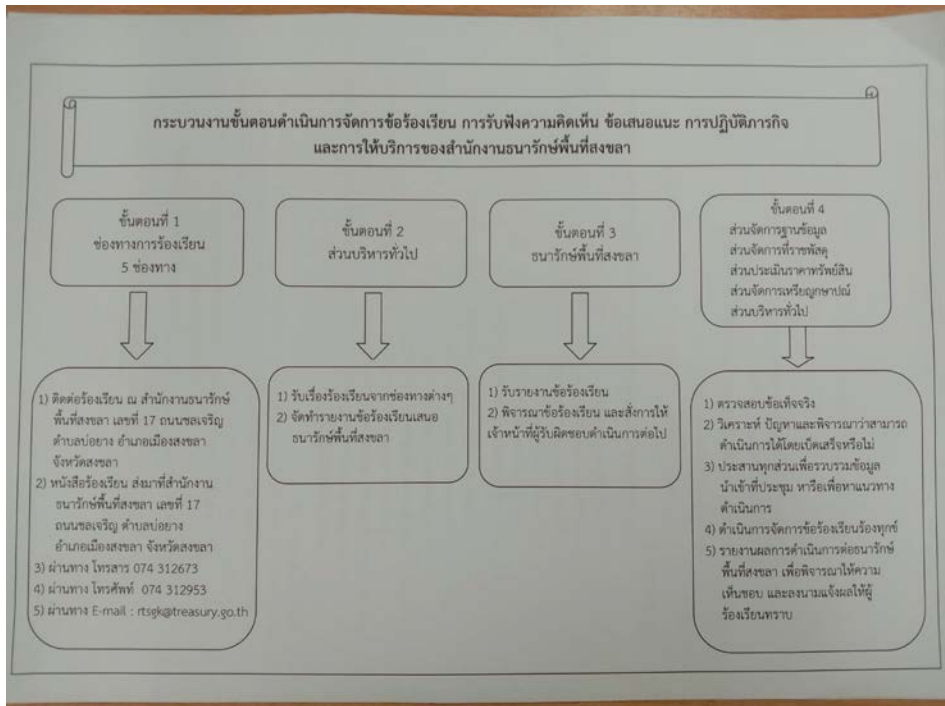 กระบวนงานขั้นตอนดำเนินการจัดการข้อร้องเรียน การรับฟังความคิดเห็น ข้อเสนอแนะ การปฏิบัติภารกิจ
และการให้บริการของสำนักงานธนารักษ์พื้นที่สงขลา
ขั้นตอนที่ 1
ช่องทางการร้องเรียน
5 ช่องทาง
1) ติดต่อร้องเรียน ณ สำนักงานธนารักษ์
พื้นที่สงขลา เลขที่ 17 ถนนชลเจริญ
ตำบลบ่อยาง อำเภอเมืองสงขลา
จังหวัดสงขลา
2) หนังสือร้องเรียน ส่งมาที่สำนักงาน
ธนารักษ์พื้นที่สงขลา เลขที่ 17
ถนนชลเจริญ ตำบลบ่อยาง
อำเภอเมืองสงขลา จังหวัดสงขลา
3) ผ่านทาง โทรสาร 074 312673
4) ผ่านทาง โทรศัพท์ 074 312953
5) ผ่านทาง E-mail : rtsgk@treasury.go.th
ขั้นตอนที่ 2
ส่วนบริหารทั่วไป
1) รับเรื่องร้องเรียนจากช่องทางต่างๆ
2) จัดทำรายงานข้อร้องเรียนเสนอ
ธนารักษ์พื้นที่สงขลา
ขั้นตอนที่ 3
ธนารักษ์พื้นที่สงขลา
1) รับรายงานข้อร้องเรียน
2) พิจารณาข้อร้องเรียน และสั่งการให้
เจ้าหน้าที่ผู้รับผิดชอบดำเนินการต่อไป
ขั้นตอนที่ 4
ส่วนจัดการฐานข้อมูล
ส่วนจัดการที่ราชพัสดุ
ส่วนประเมินราคาทรัพย์สิน
ส่วนจัดการเหรียญกษาปณ์
ส่วนบริหารทั่วไป
1) ตรวจสอบข้อเท็จจริง
2) วิเคราะห์ ปัญหาและพิจารณาว่าสามารถ
ดำเนินการได้โดยเบ็ดเสร็จหรือไม่
3) ประสานทุกส่วนเพื่อรวบรวมข้อมูล
นำเข้าที่ประชุม หารือเพื่อหาแนวทาง
ดำเนินการ
4) ดำเนินการจัดการข้อร้องเรียนร้องทุกข์
5) รายงานผลการดำเนินการต่อธนารักษ์
พื้นที่สงขลา เพื่อพิจารณาให้ความ
เห็นชอบ และลงนามแจ้งผลให้ผู้
ร้องเรียนทราบ